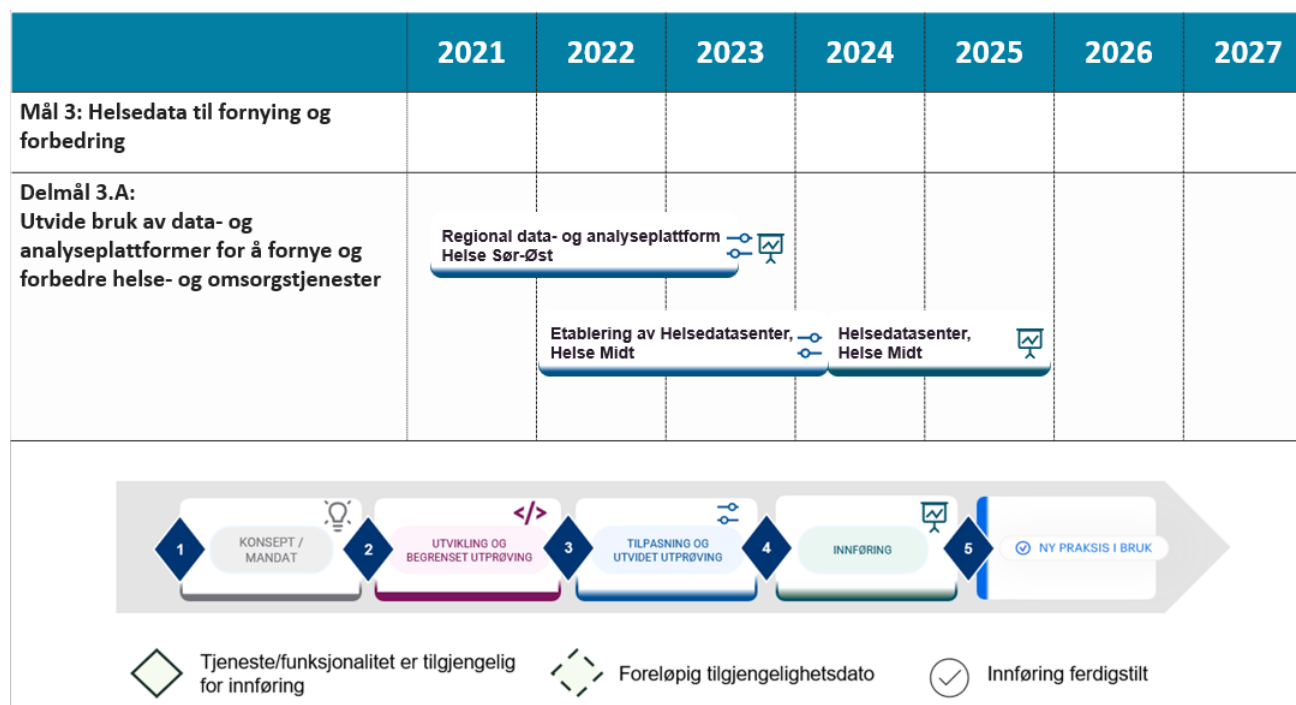 2021 2022 2023 2024 2025 2026 2027
Mål 3: Helsedata til fornying og
forbedring
Delmål 3.A:
Utvide bruk av data- og
analyseplattformer for å fornye og
forbedre helse- og omsorgstjenester
Regional data- og analyseplattform
Helse Sør-Øst
Etablering av Helsedatasenter,
Helse Midt
Helsedatasenter,
Helse Midt
1
KONSEPT /
MANDAT
2
</>
UTVIKLING OG
BEGRENSET UTPRØVING
3
TILPASNING OG
UTVIDET UTPRØVING
4
INNFØRING
5
NY PRAKSIS I BRUK
Tjeneste/funksjonalitet er tilgjengelig
for innføring
Foreløpig tilgjengelighetsdato
Innføring ferdigstilt